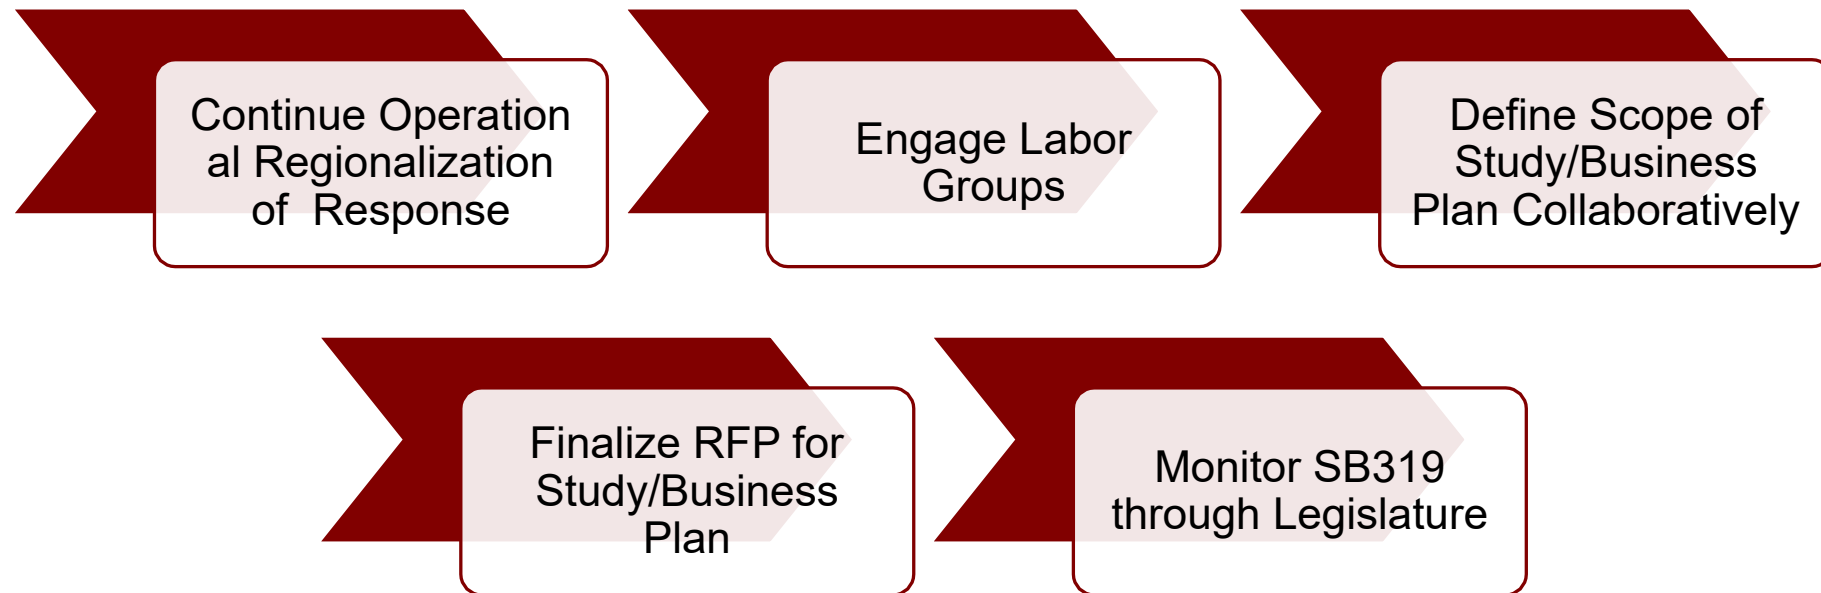 Continue Operation
al Regionalization
of  Response
Engage Labor
Groups
Define Scope of
Study/Business
Plan Collaboratively
Finalize RFP for
Study/Business
Plan
Monitor SB319
through Legislature